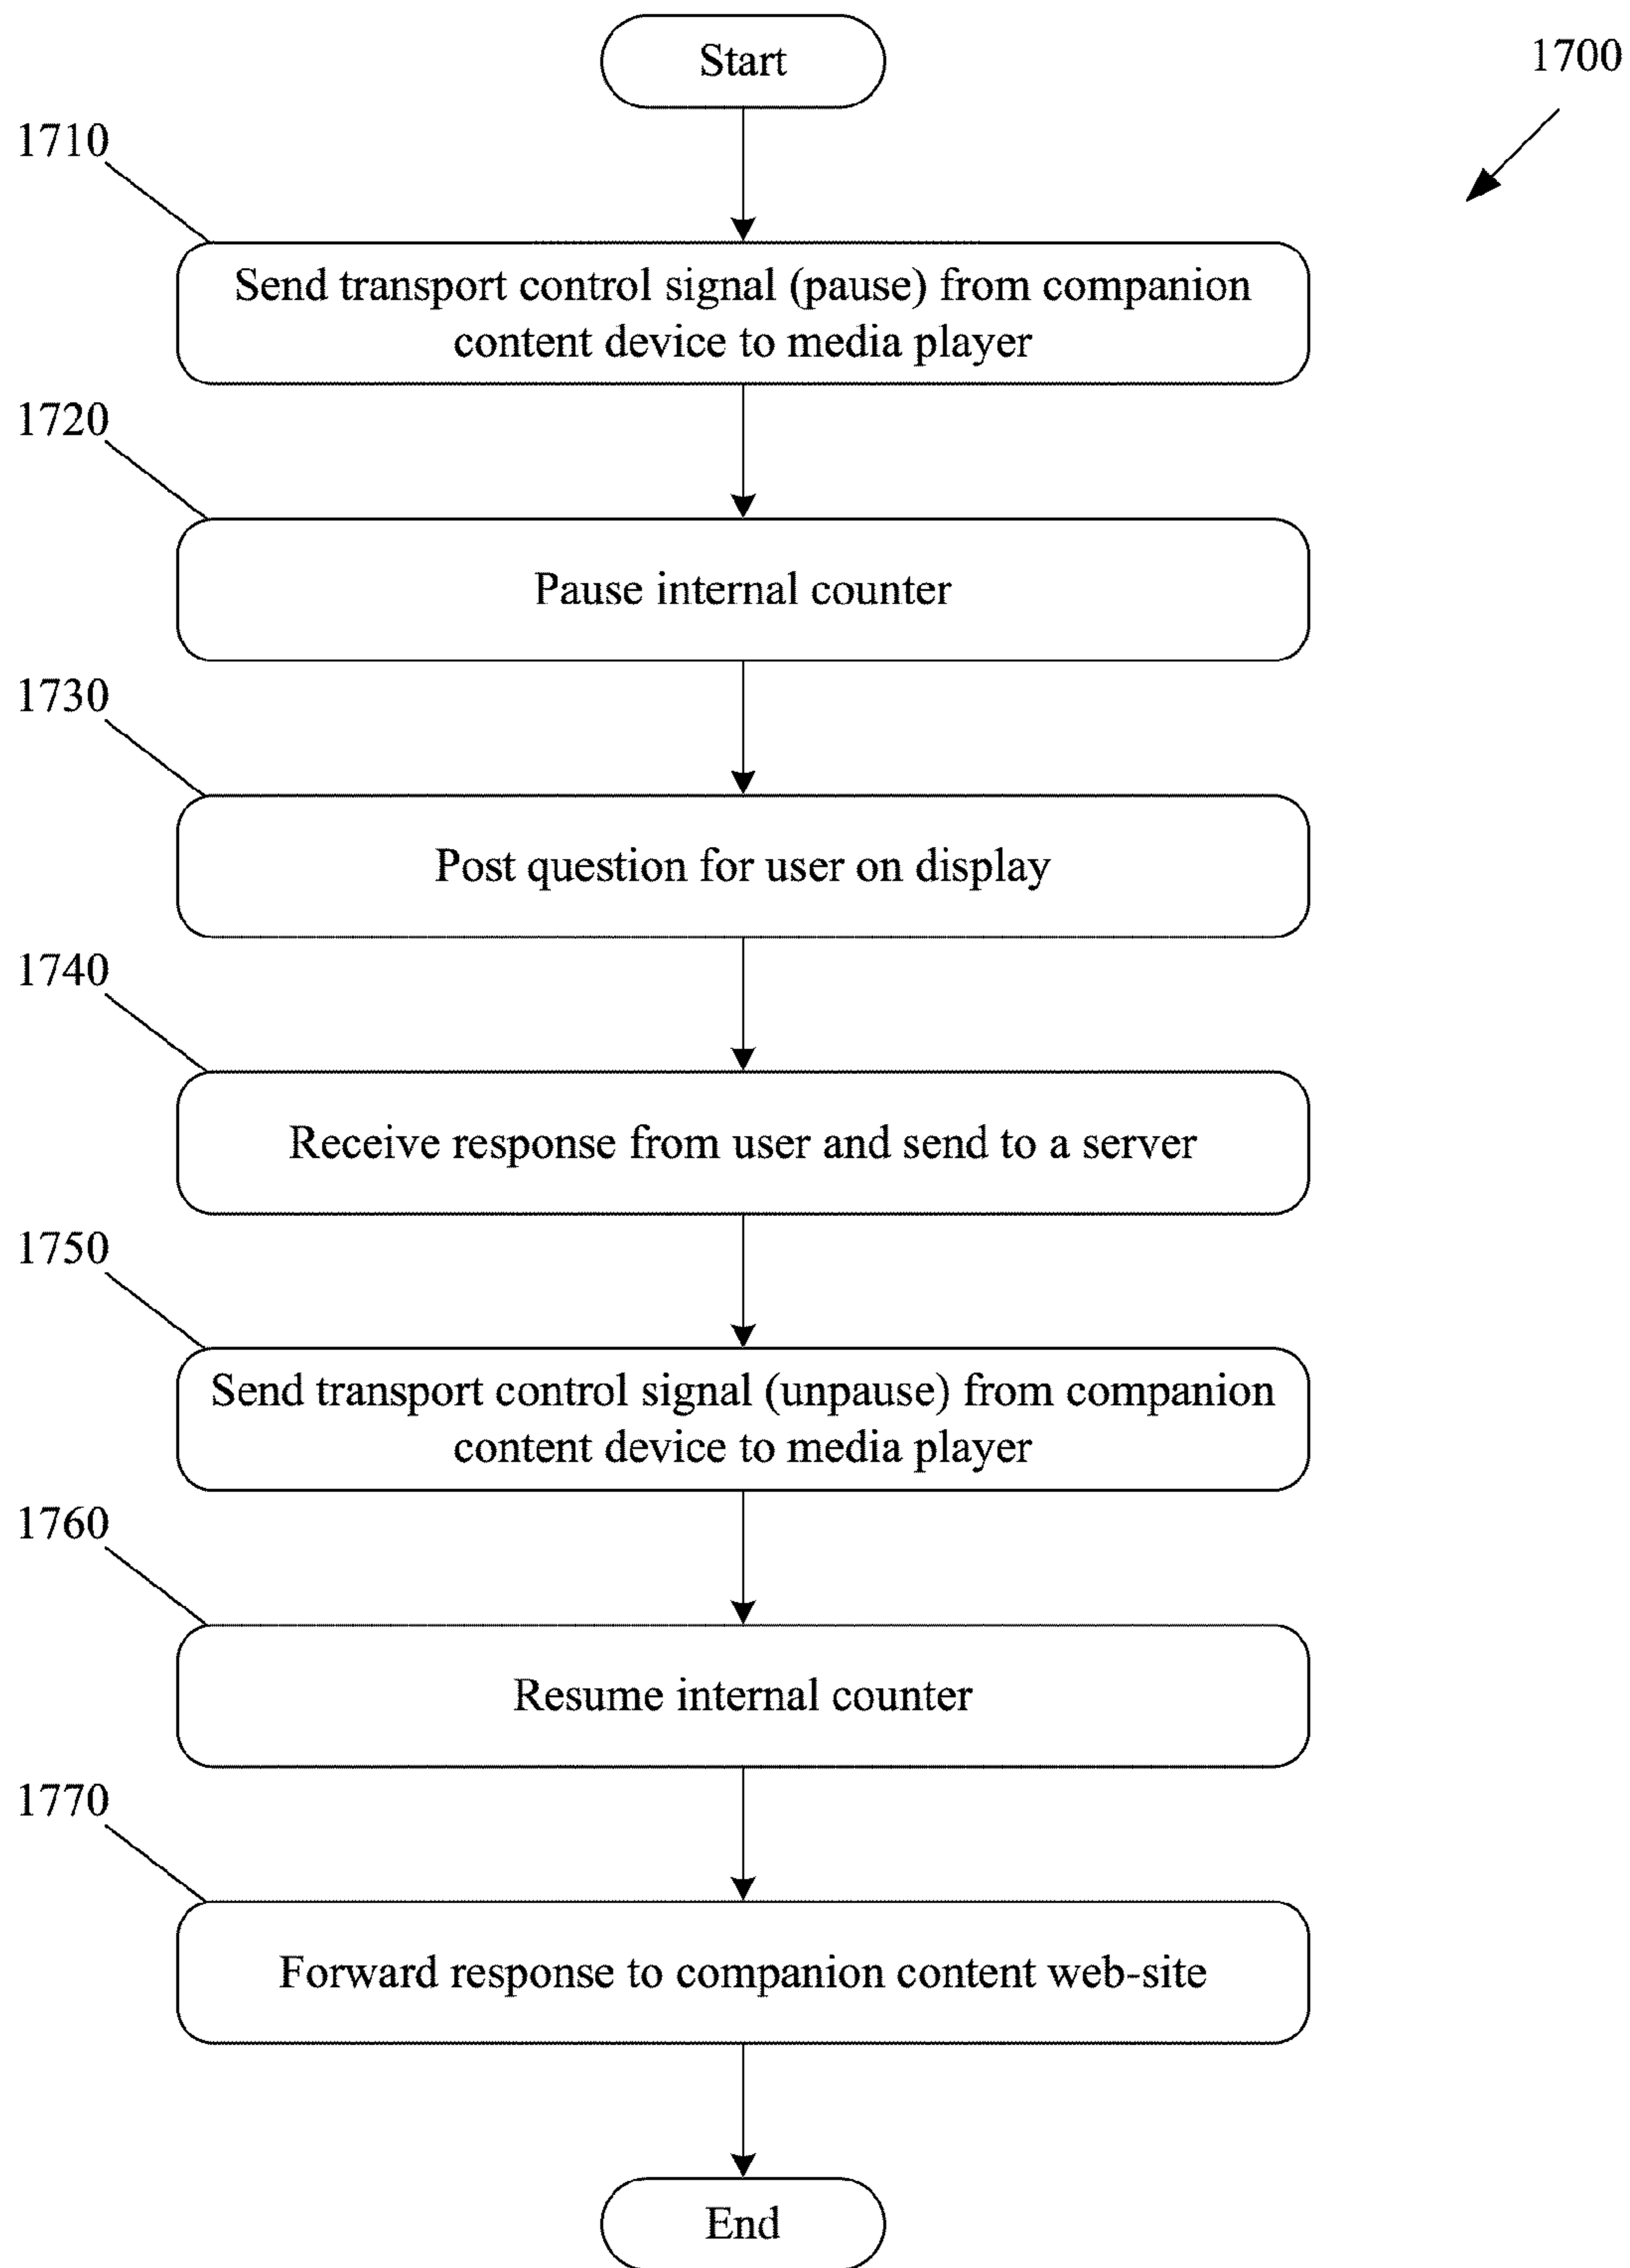 Start
1700
1710
Send transport control signal (pause) from companion
content device to media player
1720
Pause internal counter
1730
Post question for user on display
1740
Receive response from user and send to a server
1750
Send transport control signal (unpause) from companion
content device to media player
1760
Resume internal counter
1770
Forward response to companion content web-site
End